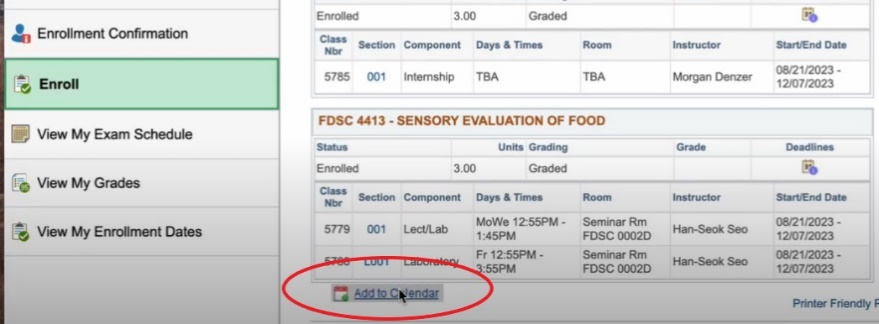 Enrollment Confirmation
Enroll
View My Exam Schedule
View My Grades
View My Enrollment Dates
Enrolled 3.00 Graded
Class Nbr Section Component Days & Times Room Instructor Start/End Date
5785 001 Internship TBA TBA Morgan Denzer 08/21/2023 -
12/07/2023
FDSC 4413 - SENSORY EVALUATION OF FOOD
Status Units Grading Grade Deadlines
Enrolled 3.00 Graded
Class Nbr Section Component Days & Times Room Instructor Start/End Date
5779 001 Lect/Lab MoWe 12:55PM - Seminar Rm Han-Seok Seo 08/21/2023 -
1:45PM FDSC 0002D 12/07/2023
L001 Laboratory Fr 12:55PM - Seminar Rm Han-Seok Seo 08/21/2023 -
3:55PM FDSC 0002D 12/07/2023
Add to Calendar
Printer Friendly